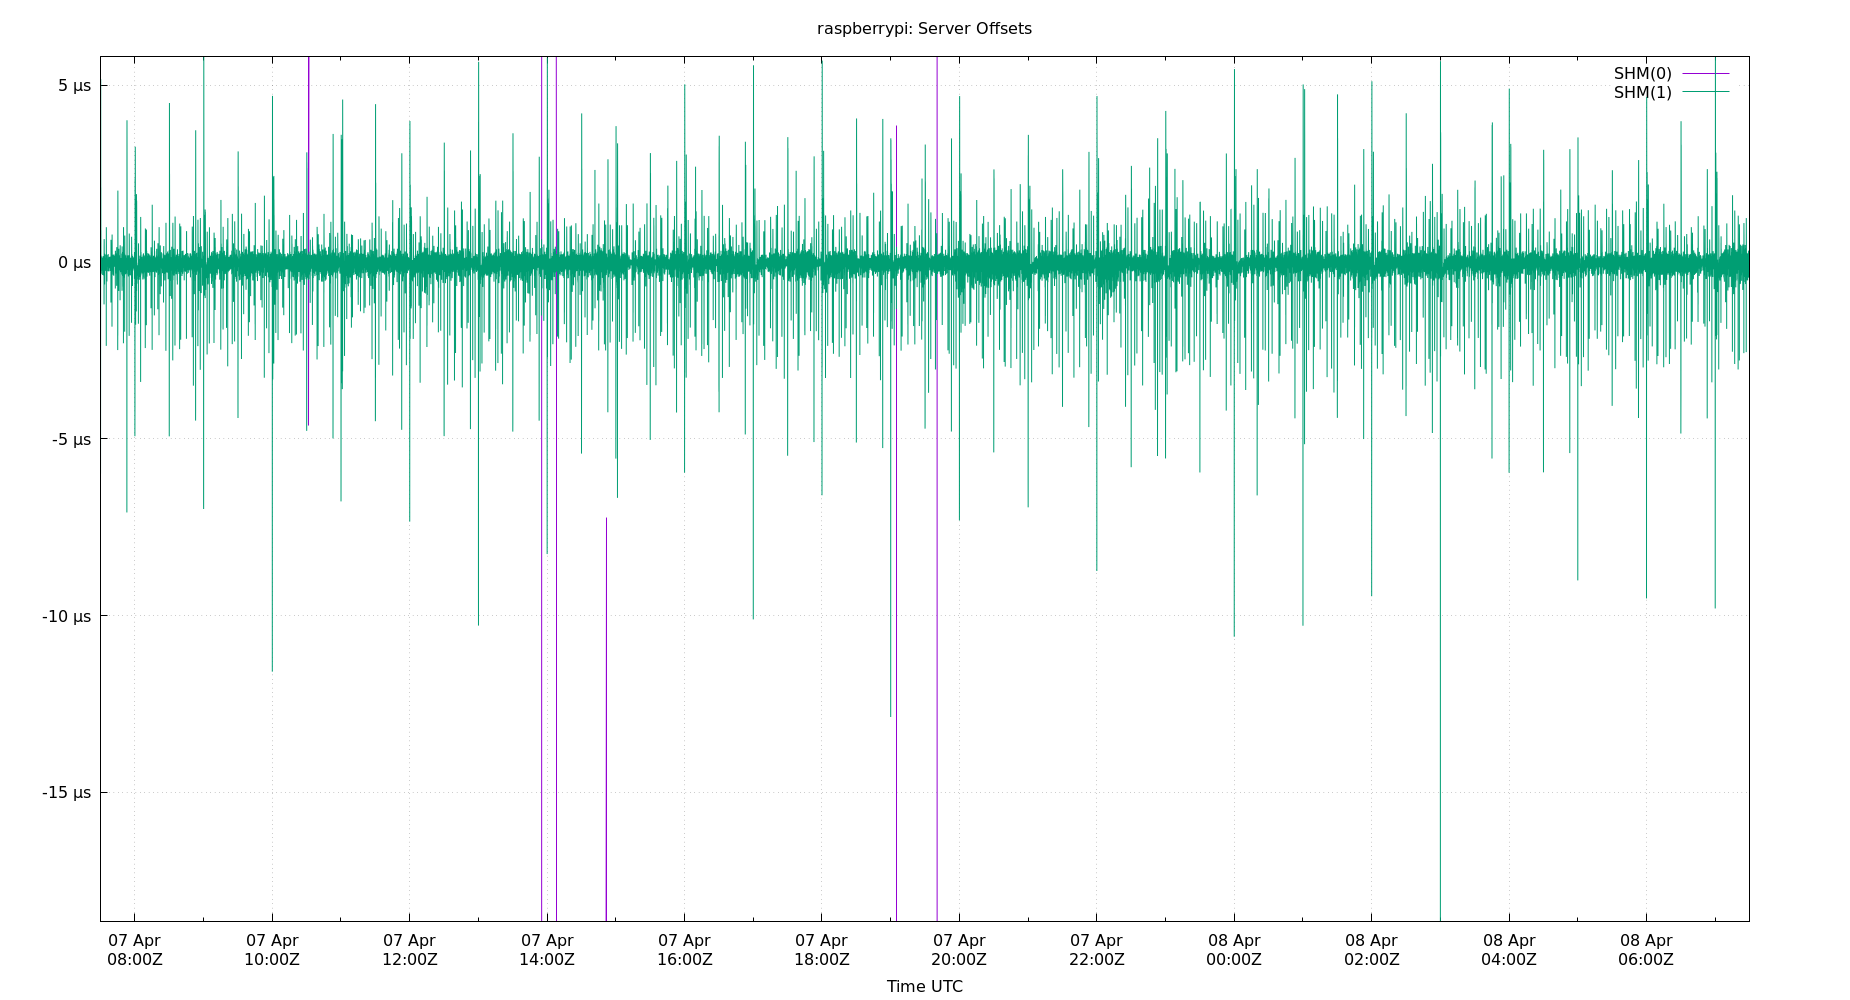 raspberrypi: Server Offsets
SHM(0)
SHM(1)
5 µs
0 µs
-5 µs
-10 µs
-15 µs
07 Apr 07 Apr 07 Apr 07 Apr 07 Apr 07 Apr 07 Apr 07 Apr 08 Apr 08 Apr 08 Apr 08 Apr
08:00Z 10:00Z 12:00Z 14:00Z 16:00Z 18:00Z 20:00Z 22:00Z 00:00Z 02:00Z 04:00Z 06:00Z
Time UTC